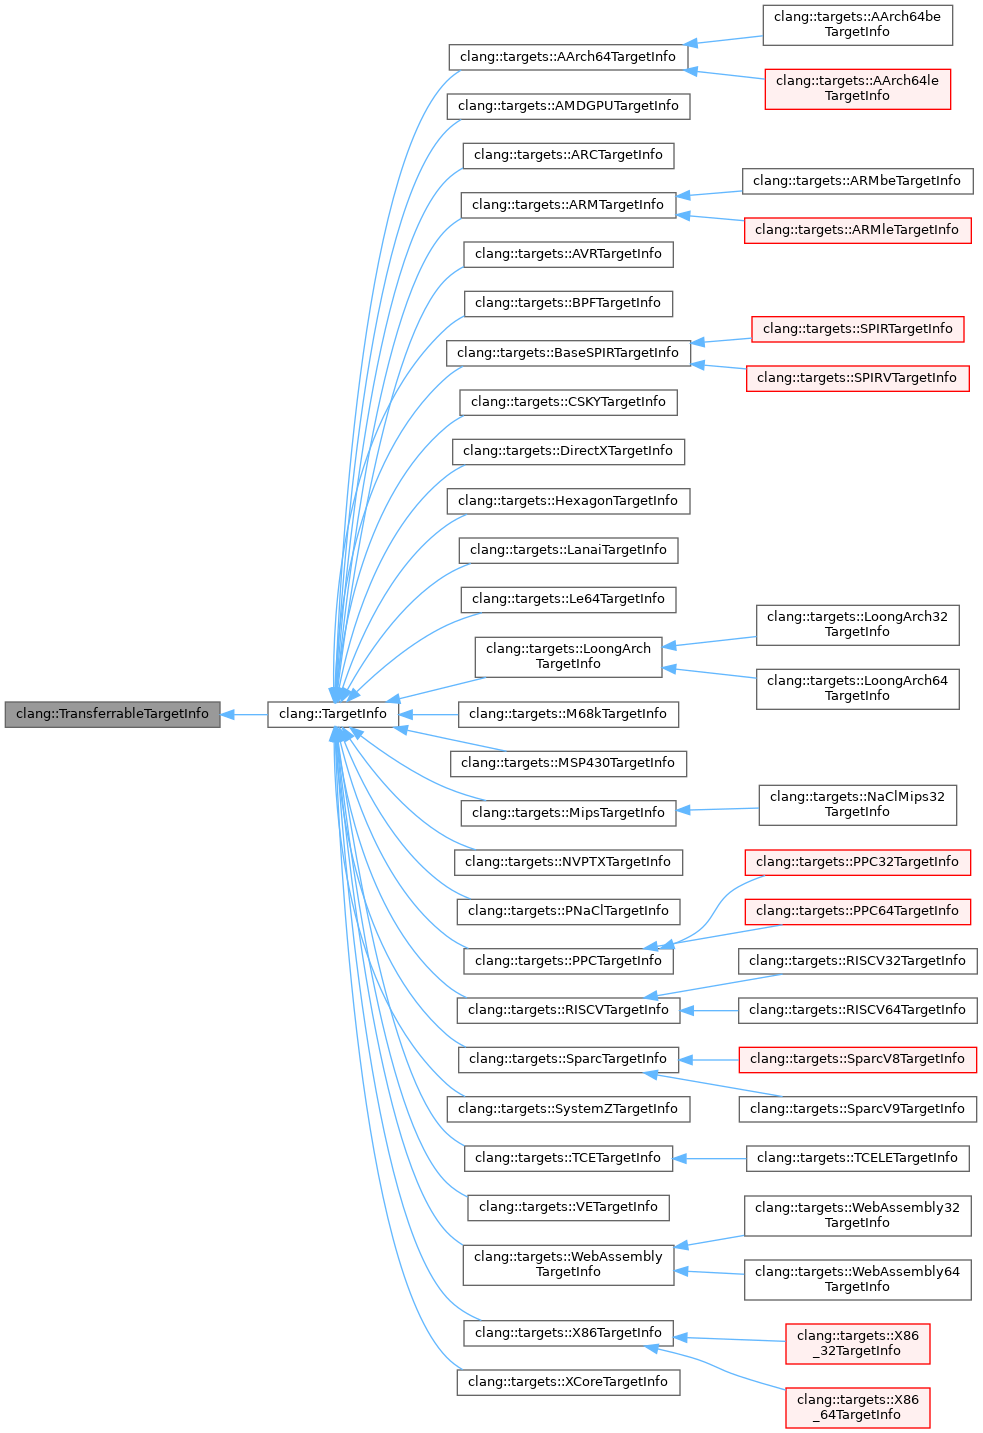 clang::TransferrableTargetInfo
clang::TargetInfo
clang::targets::AArch64TargetInfo
clang::targets::AMDGPUTargetInfo
clang::targets::ARCTargetInfo
clang::targets::ARMTargetInfo
clang::targets::AVRTargetInfo
clang::targets::BPFTargetInfo
clang::targets::BaseSPIRTargetInfo
clang::targets::CSKYTargetInfo
clang::targets::DirectXTargetInfo
clang::targets::HexagonTargetInfo
clang::targets::LanaiTargetInfo
clang::targets::Le64TargetInfo
clang::targets::LoongArch
TargetInfo
clang::targets::M68kTargetInfo
clang::targets::MSP430TargetInfo
clang::targets::MipsTargetInfo
clang::targets::NVPTXTargetInfo
clang::targets::PNaClTargetInfo
clang::targets::PPCTargetInfo
clang::targets::RISCVTargetInfo
clang::targets::SparcTargetInfo
clang::targets::SystemZTargetInfo
clang::targets::TCETargetInfo
clang::targets::VETargetInfo
clang::targets::WebAssembly
TargetInfo
clang::targets::X86TargetInfo
clang::targets::XCoreTargetInfo
clang::targets::AArch64be
TargetInfo
clang::targets::AArch64le
TargetInfo
clang::targets::ARMbeTargetInfo
clang::targets::ARMleTargetInfo
clang::targets::SPIRTargetInfo
clang::targets::SPIRVTargetInfo
clang::targets::LoongArch32
TargetInfo
clang::targets::LoongArch64
TargetInfo
clang::targets::NaClMips32
TargetInfo
clang::targets::PPC32TargetInfo
clang::targets::PPC64TargetInfo
clang::targets::RISCV32TargetInfo
clang::targets::RISCV64TargetInfo
clang::targets::SparcV8TargetInfo
clang::targets::SparcV9TargetInfo
clang::targets::TCELETargetInfo
clang::targets::WebAssembly32
TargetInfo
clang::targets::WebAssembly64
TargetInfo
clang::targets::X86
_32TargetInfo
clang::targets::X86
_64TargetInfo